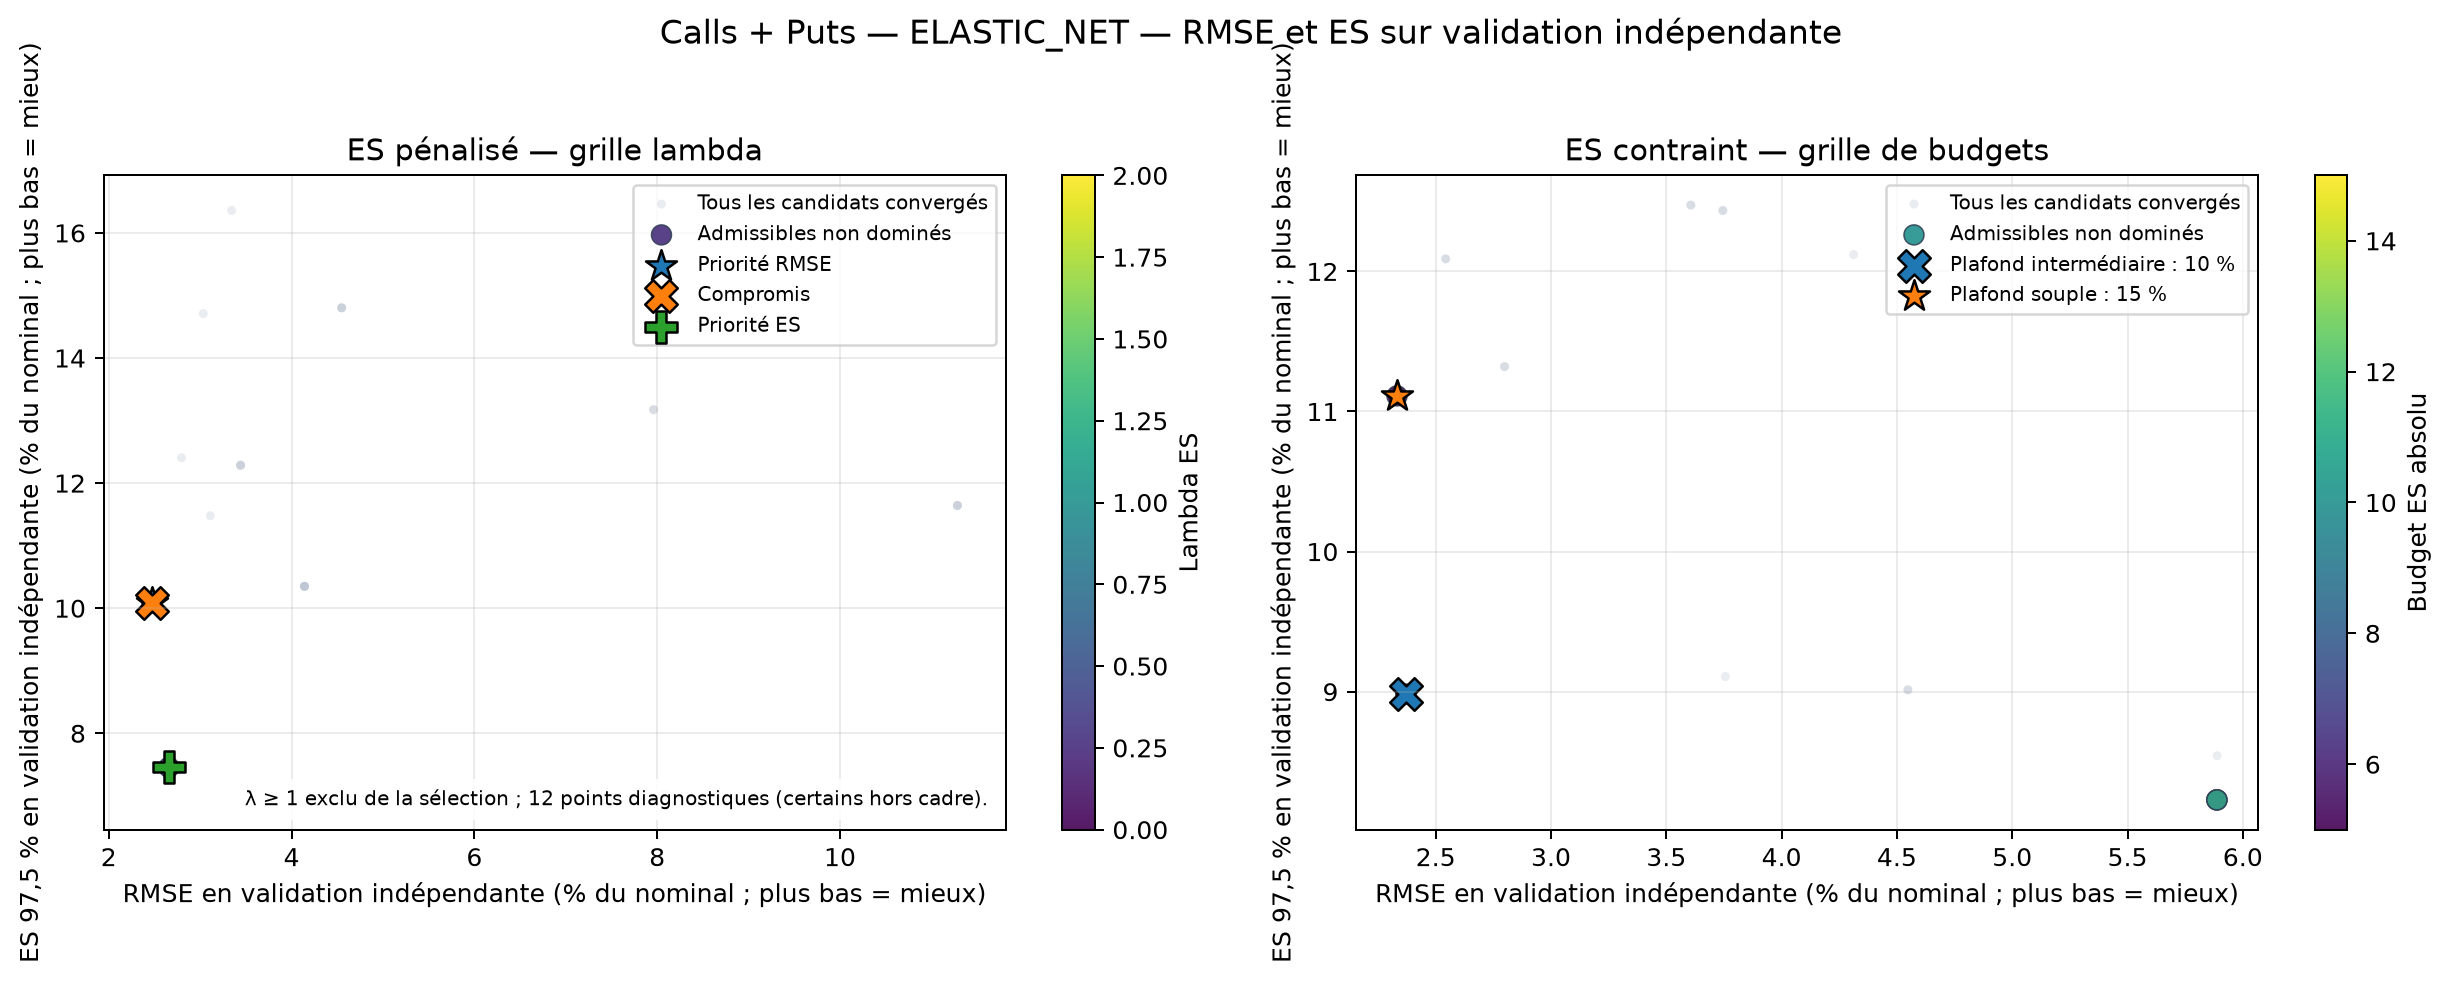 Calls + Puts — ELASTIC_NET — RMSE et ES sur validation indépendante
ES pénalisé — grille lambda
ES 97,5 % en validation indépendante (% du nominal ; plus bas = mieux)
16
14
12
10
8
Tous les candidats convergés
Admissibles non dominés
Priorité RMSE
Compromis
Priorité ES
λ ≥ 1 exclu de la sélection ; 12 points diagnostiques (certains hors cadre).
2
4
6
8
10
RMSE en validation indépendante (% du nominal ; plus bas = mieux)
2.00
1.75
1.50
1.25
1.00
0.75
0.50
0.25
0.00
Lambda ES
ES contraint — grille de budgets
ES 97,5 % en validation indépendante (% du nominal ; plus bas = mieux)
12
11
10
9
Tous les candidats convergés
Admissibles non dominés
Plafond intermédiaire : 10 %
Plafond souple : 15 %
2.5
3.0
3.5
4.0
4.5
5.0
5.5
6.0
RMSE en validation indépendante (% du nominal ; plus bas = mieux)
14
12
10
8
6
Budget ES absolu